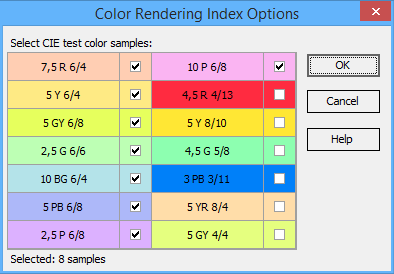 Color Rendering Index Options
Select CIE test color samples:
7,5 R 6/4 10 P 6/8
5 Y 6/4 4,5 R 4/13
5 GY 6/8 5 Y 8/10
2,5 G 6/6 4,5 G 5/8
10 BG 6/4 3 PB 3/11
5 PB 6/8 5 YR 8/4
2,5 P 6/8 5 GY 4/4
Selected: 8 samples
OK
Cancel
Help